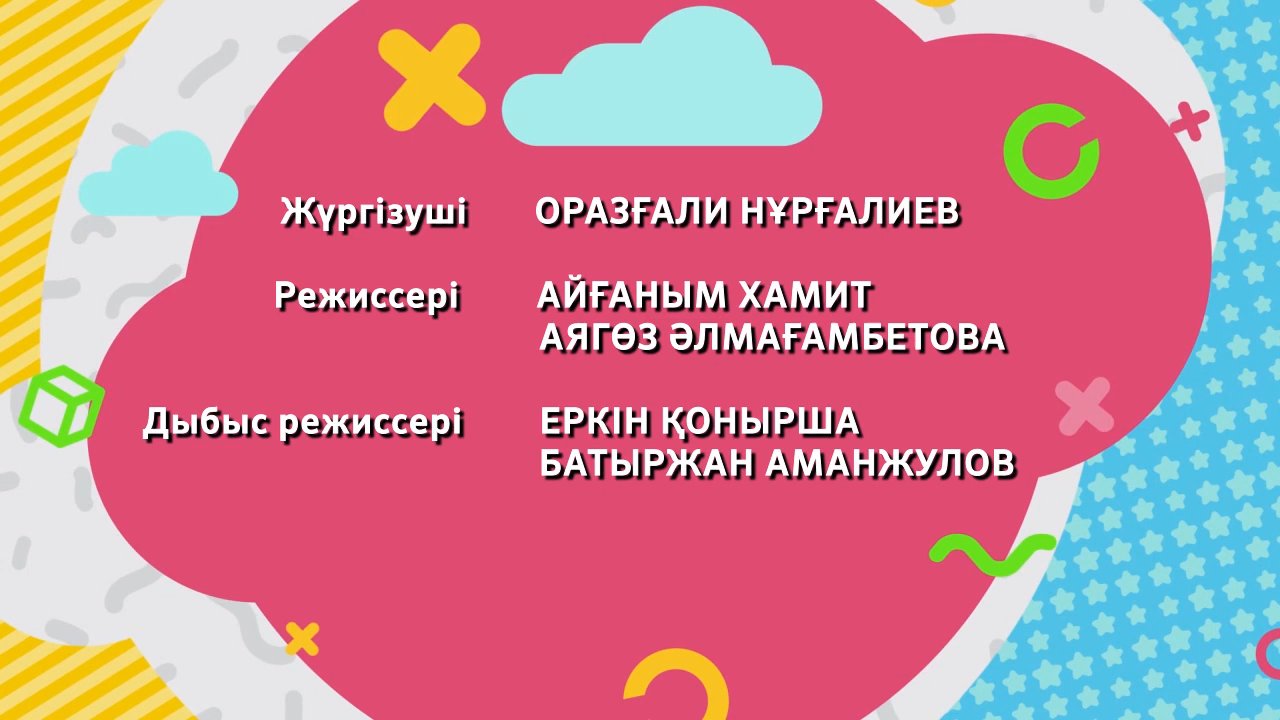 Жүргізуші ОРАЗҒАЛИ НҰРҒАЛИЕВ
Режиссері АЙҒАНЫМ ХАМИТ
АЯГӨЗ ӘЛМАҒАМБЕТОВА
Дыбыс режиссері ЕРКІН ҚОНЫРША
БАТЫРЖАН АМАНЖУЛОВ